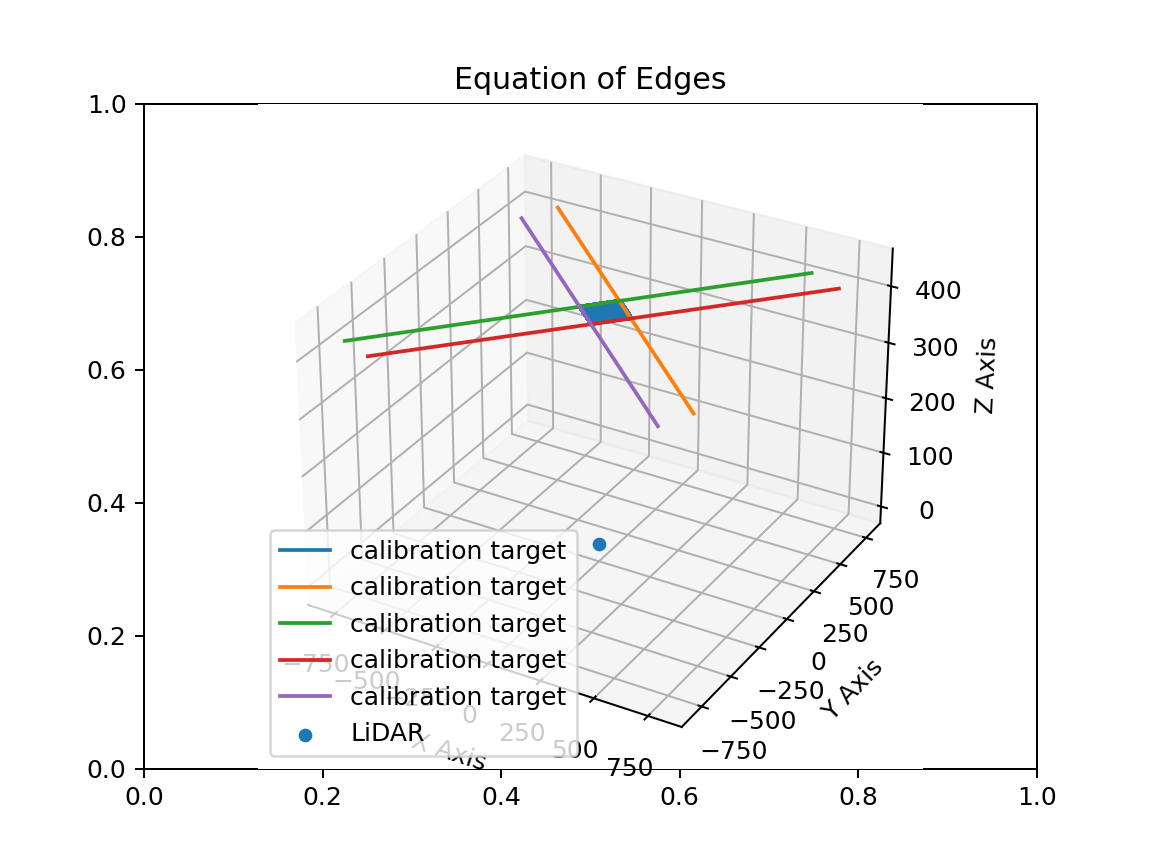 Equation of Edges
1.0
0.8
0.6
0.4
0.2
0.0
0.0 0.2 0.4 0.6 0.8 1.0
400
300
200
100
0
Z Axis
750
500
250
0
−250
−500
−750
Y Axis
−750
−500
−250
0
250
500
750
X Axis
calibration target
calibration target
calibration target
calibration target
calibration target
LiDAR